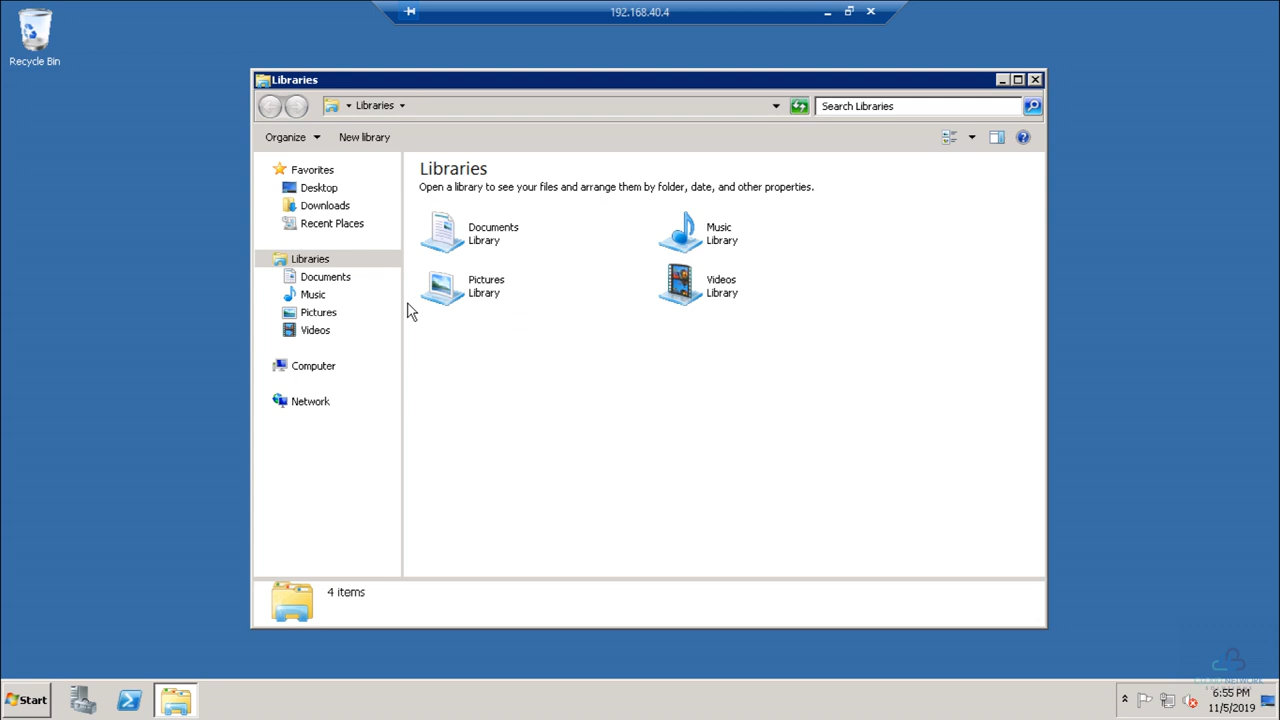 192.168.40.4
Recycle Bin
Libraries
Libraries
Search Libraries
Organize
New library
Favorites
Desktop
Downloads
Recent Places
Libraries
Documents
Music
Pictures
Videos
Computer
Network
Libraries
Open a library to see your files and arrange them by folder, date, and other properties.
Documents
Library
Music
Library
Pictures
Library
Videos
Library
4 items
Start
6:55 PM
11/5/2019